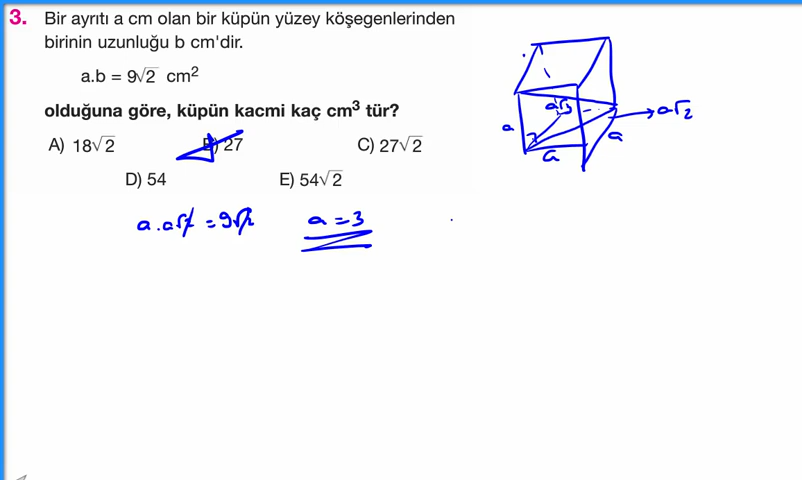 3. Bir ayrıtı a cm olan bir küpün yüzey köşegenlerinden
birinin uzunluğu b cm'dir.
a.b = 9√2 cm²
olduğuna göre, küpün kacmi kaç cm³ tür?
A) 18√2 B) 27 C) 27√2
D) 54 E) 54√2
a.a√2 = 9√2 a = 3
a√3
a√2
a
a
a